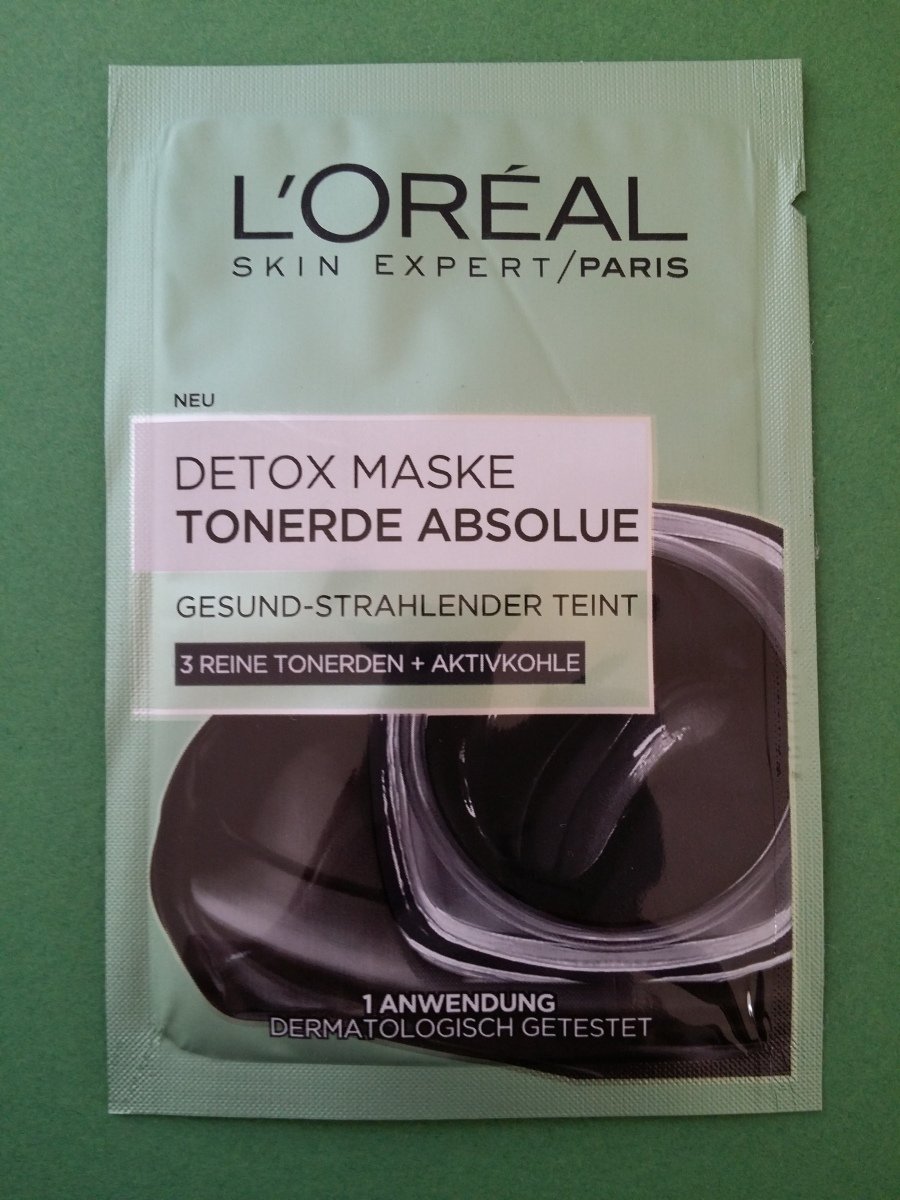 L'ORÉAL
SKIN EXPERT/PARIS
NEU
DETOX MASKE
TONERDE ABSOLUE
GESUND-STRAHLENDER TEINT
3 REINE TONERDEN + AKTIVKOHLE
1 ANWENDUNG
DERMATOLOGISCH GETESTET